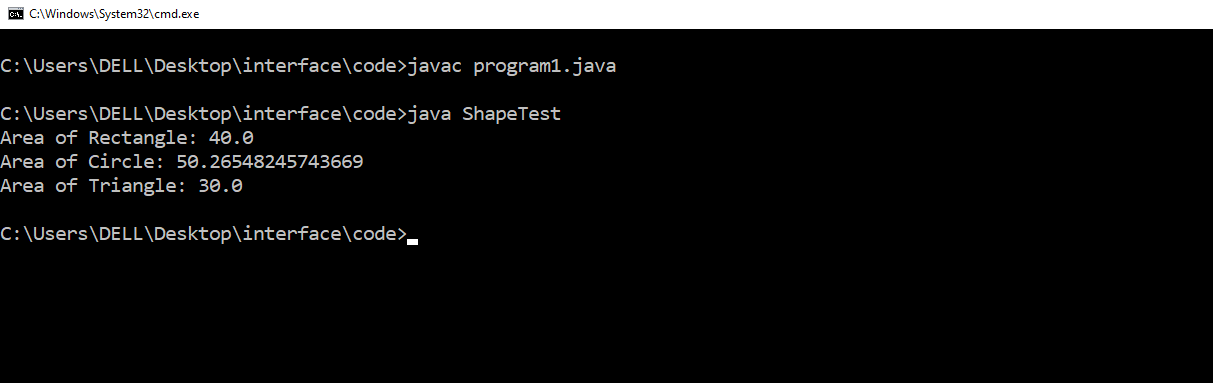 C:\Windows\System32\cmd.exe
C:\Users\DELL\Desktop\interface\code>javac program1.java
C:\Users\DELL\Desktop\interface\code>java ShapeTest
Area of Rectangle: 40.0
Area of Circle: 50.26548245743669
Area of Triangle: 30.0
C:\Users\DELL\Desktop\interface\code>